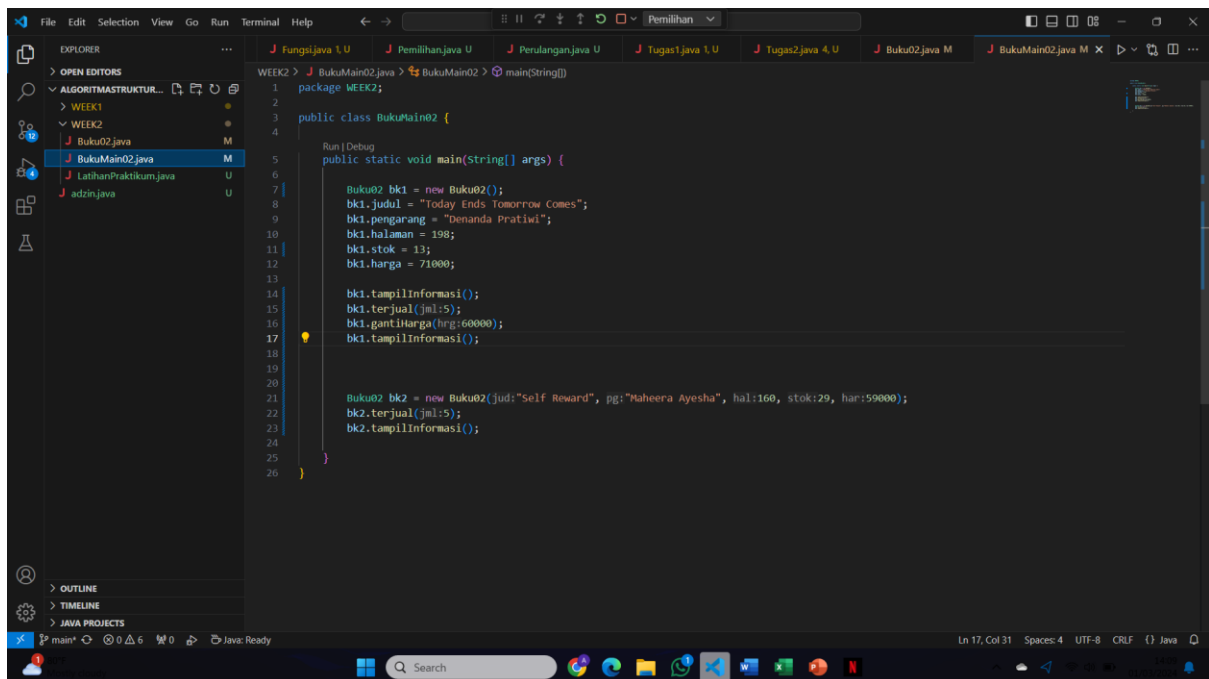 File Edit Selection View Go Run Terminal Help Pemilihan
EXPLORER
Fungsi.java 1, U Pemilihan.java U Perulangan.java U Tugas1.java 1, U Tugas2.java 4, U Buku02.java M BukuMain02.java M
OPEN EDITORS
ALGORITMASTRUKTUR...
WEEK1
WEEK2
Buku02.java M
BukuMain02.java M
LatihanPraktikum.java U
adzin.java U
WEEK2 > BukuMain02.java > BukuMain02 > main(String[])
1 package WEEK2;
2
3 public class BukuMain02 {
4
Run | Debug
5 public static void main(String[] args) {
6
7 Buku02 bk1 = new Buku02();
8 bk1.judul = "Today Ends Tomorrow Comes";
9 bk1.pengarang = "Denanda Pratiwi";
10 bk1.halaman = 198;
11 bk1.stok = 13;
12 bk1.harga = 71000;
13
14 bk1.tampilInformasi();
15 bk1.terjual(jml:5);
16 bk1.gantiHarga(hrg:60000);
17 bk1.tampilInformasi();
18
19
20
21 Buku02 bk2 = new Buku02(jud:"Self Reward", pg:"Maheera Ayesha", hal:160, stok:29, har:59000);
22 bk2.terjual(jml:5);
23 bk2.tampilInformasi();
24
25 }
26 }
12
4
OUTLINE
TIMELINE
JAVA PROJECTS
main* 0 6 0 Java: Ready Ln 17, Col 31 Spaces: 4 UTF-8 CRLF {} Java
1 Search